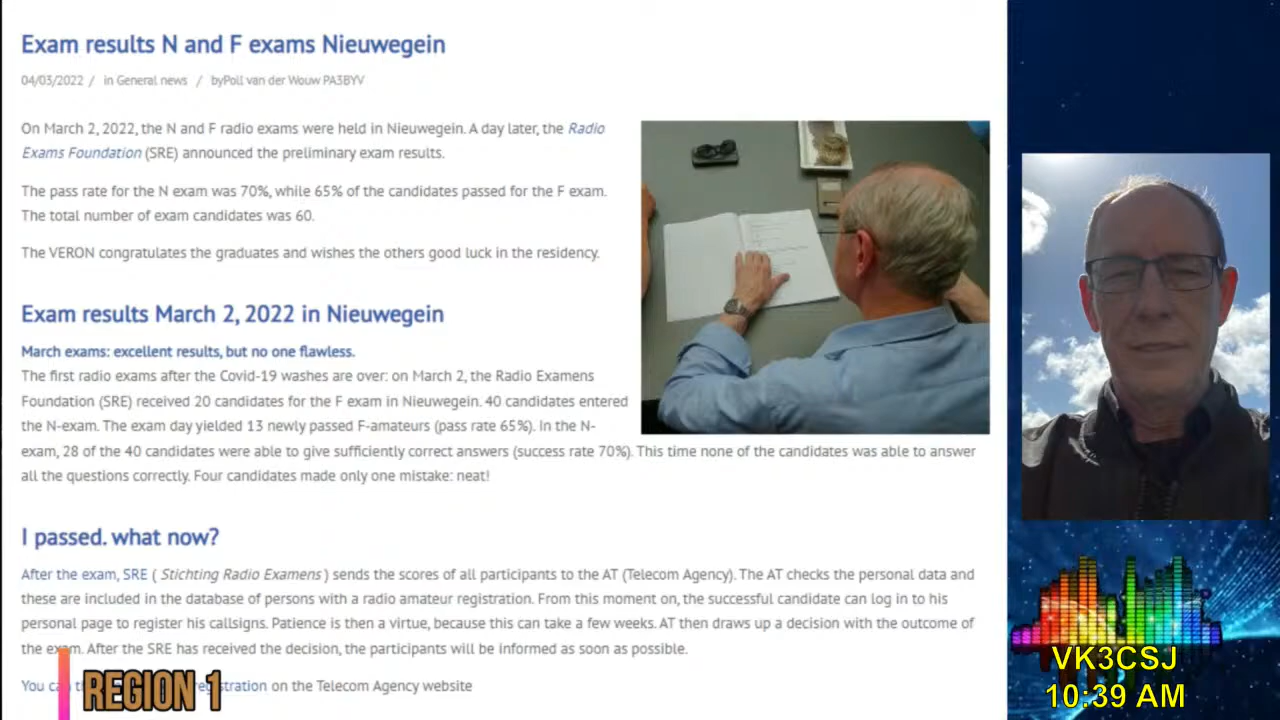 Exam results N and F exams Nieuwegein
04/03/2022 / in General news / byPoll van der Wouw PA3BYV
On March 2, 2022, the N and F radio exams were held in Nieuwegein. A day later, the Radio
Exams Foundation (SRE) announced the preliminary exam results.
The pass rate for the N exam was 70%, while 65% of the candidates passed for the F exam.
The total number of exam candidates was 60.
The VERON congratulates the graduates and wishes the others good luck in the residency.
Exam results March 2, 2022 in Nieuwegein
March exams: excellent results, but no one flawless.
The first radio exams after the Covid-19 washes are over: on March 2, the Radio Examens
Foundation (SRE) received 20 candidates for the F exam in Nieuwegein. 40 candidates entered
the N-exam. The exam day yielded 13 newly passed F-amateurs (pass rate 65%). In the N-
exam, 28 of the 40 candidates were able to give sufficiently correct answers (success rate 70%). This time none of the candidates was able to answer
all the questions correctly. Four candidates made only one mistake: neat!
I passed. what now?
After the exam, SRE ( Stichting Radio Examens ) sends the scores of all participants to the AT (Telecom Agency). The AT checks the personal data and
these are included in the database of persons with a radio amateur registration. From this moment on, the successful candidate can log in to his
personal page to register his callsigns. Patience is then a virtue, because this can take a few weeks. AT then draws up a decision with the outcome of
the exam. After the SRE has received the decision, the participants will be informed as soon as possible.
You can registration on the Telecom Agency website
REGION 1
VK3CSJ
10:39 AM